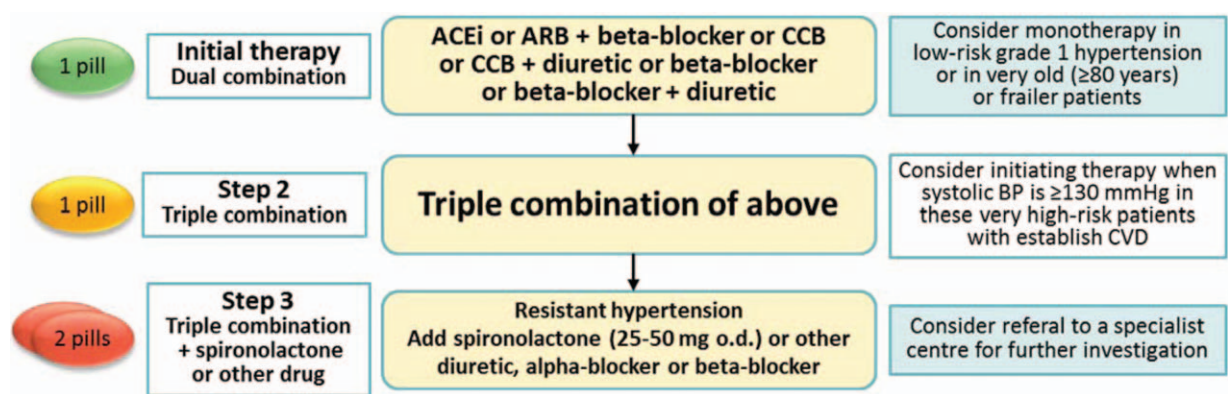 1 pill
Initial therapy
Dual combination
ACEi or ARB + beta-blocker or CCB
or CCB + diuretic or beta-blocker
or beta-blocker + diuretic
Consider monotherapy in
low-risk grade 1 hypertension
or in very old (≥80 years)
or frailer patients
1 pill
Step 2
Triple combination
Triple combination of above
Consider initiating therapy when
systolic BP is ≥130 mmHg in
these very high-risk patients
with establish CVD
2 pills
Step 3
Triple combination
+ spironolactone
or other drug
Resistant hypertension
Add spironolactone (25-50 mg o.d.) or other
diuretic, alpha-blocker or beta-blocker
Consider referal to a specialist
centre for further investigation